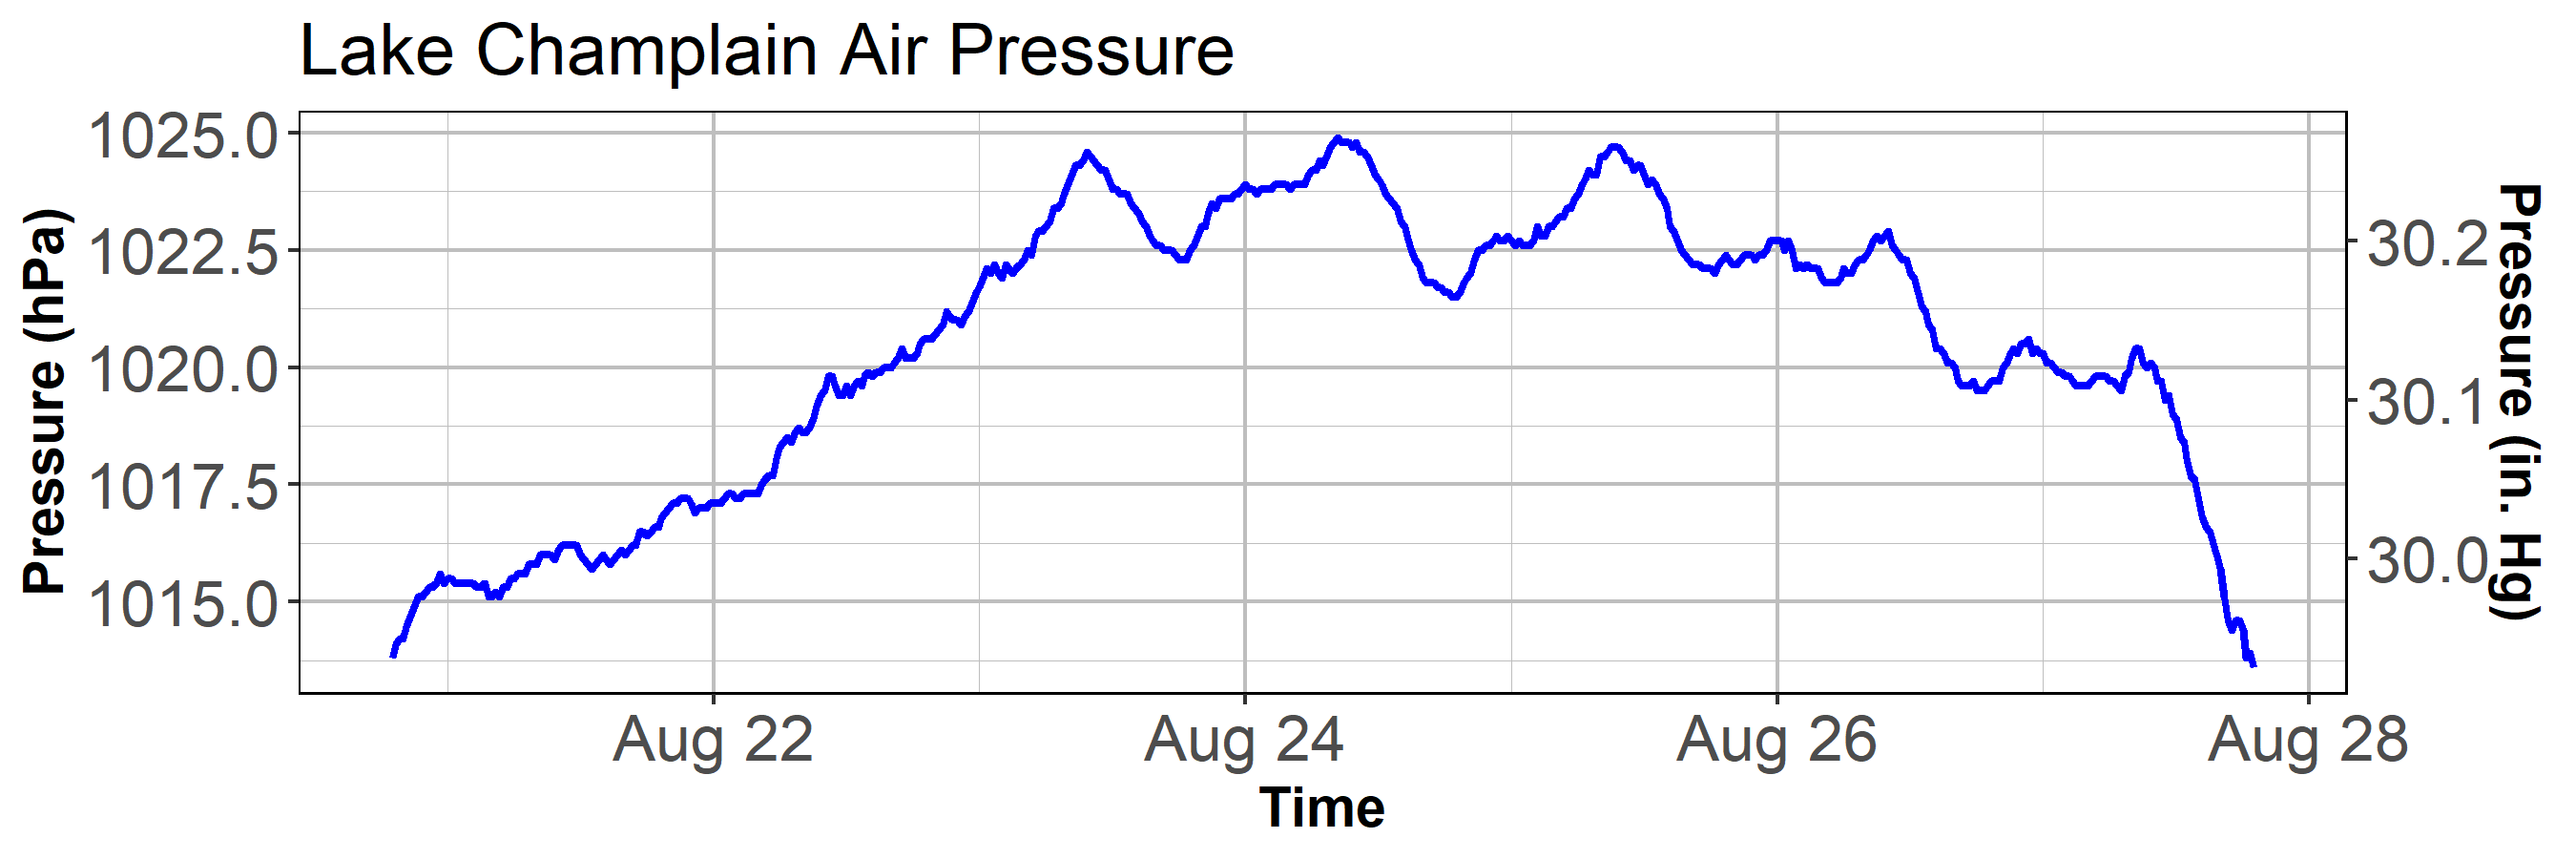 Lake Champlain Air Pressure
Pressure (hPa)
1025.0
1022.5
1020.0
1017.5
1015.0
30.2
30.1
30.0
Pressure (in. Hg)
Aug 22 Aug 24 Aug 26 Aug 28
Time